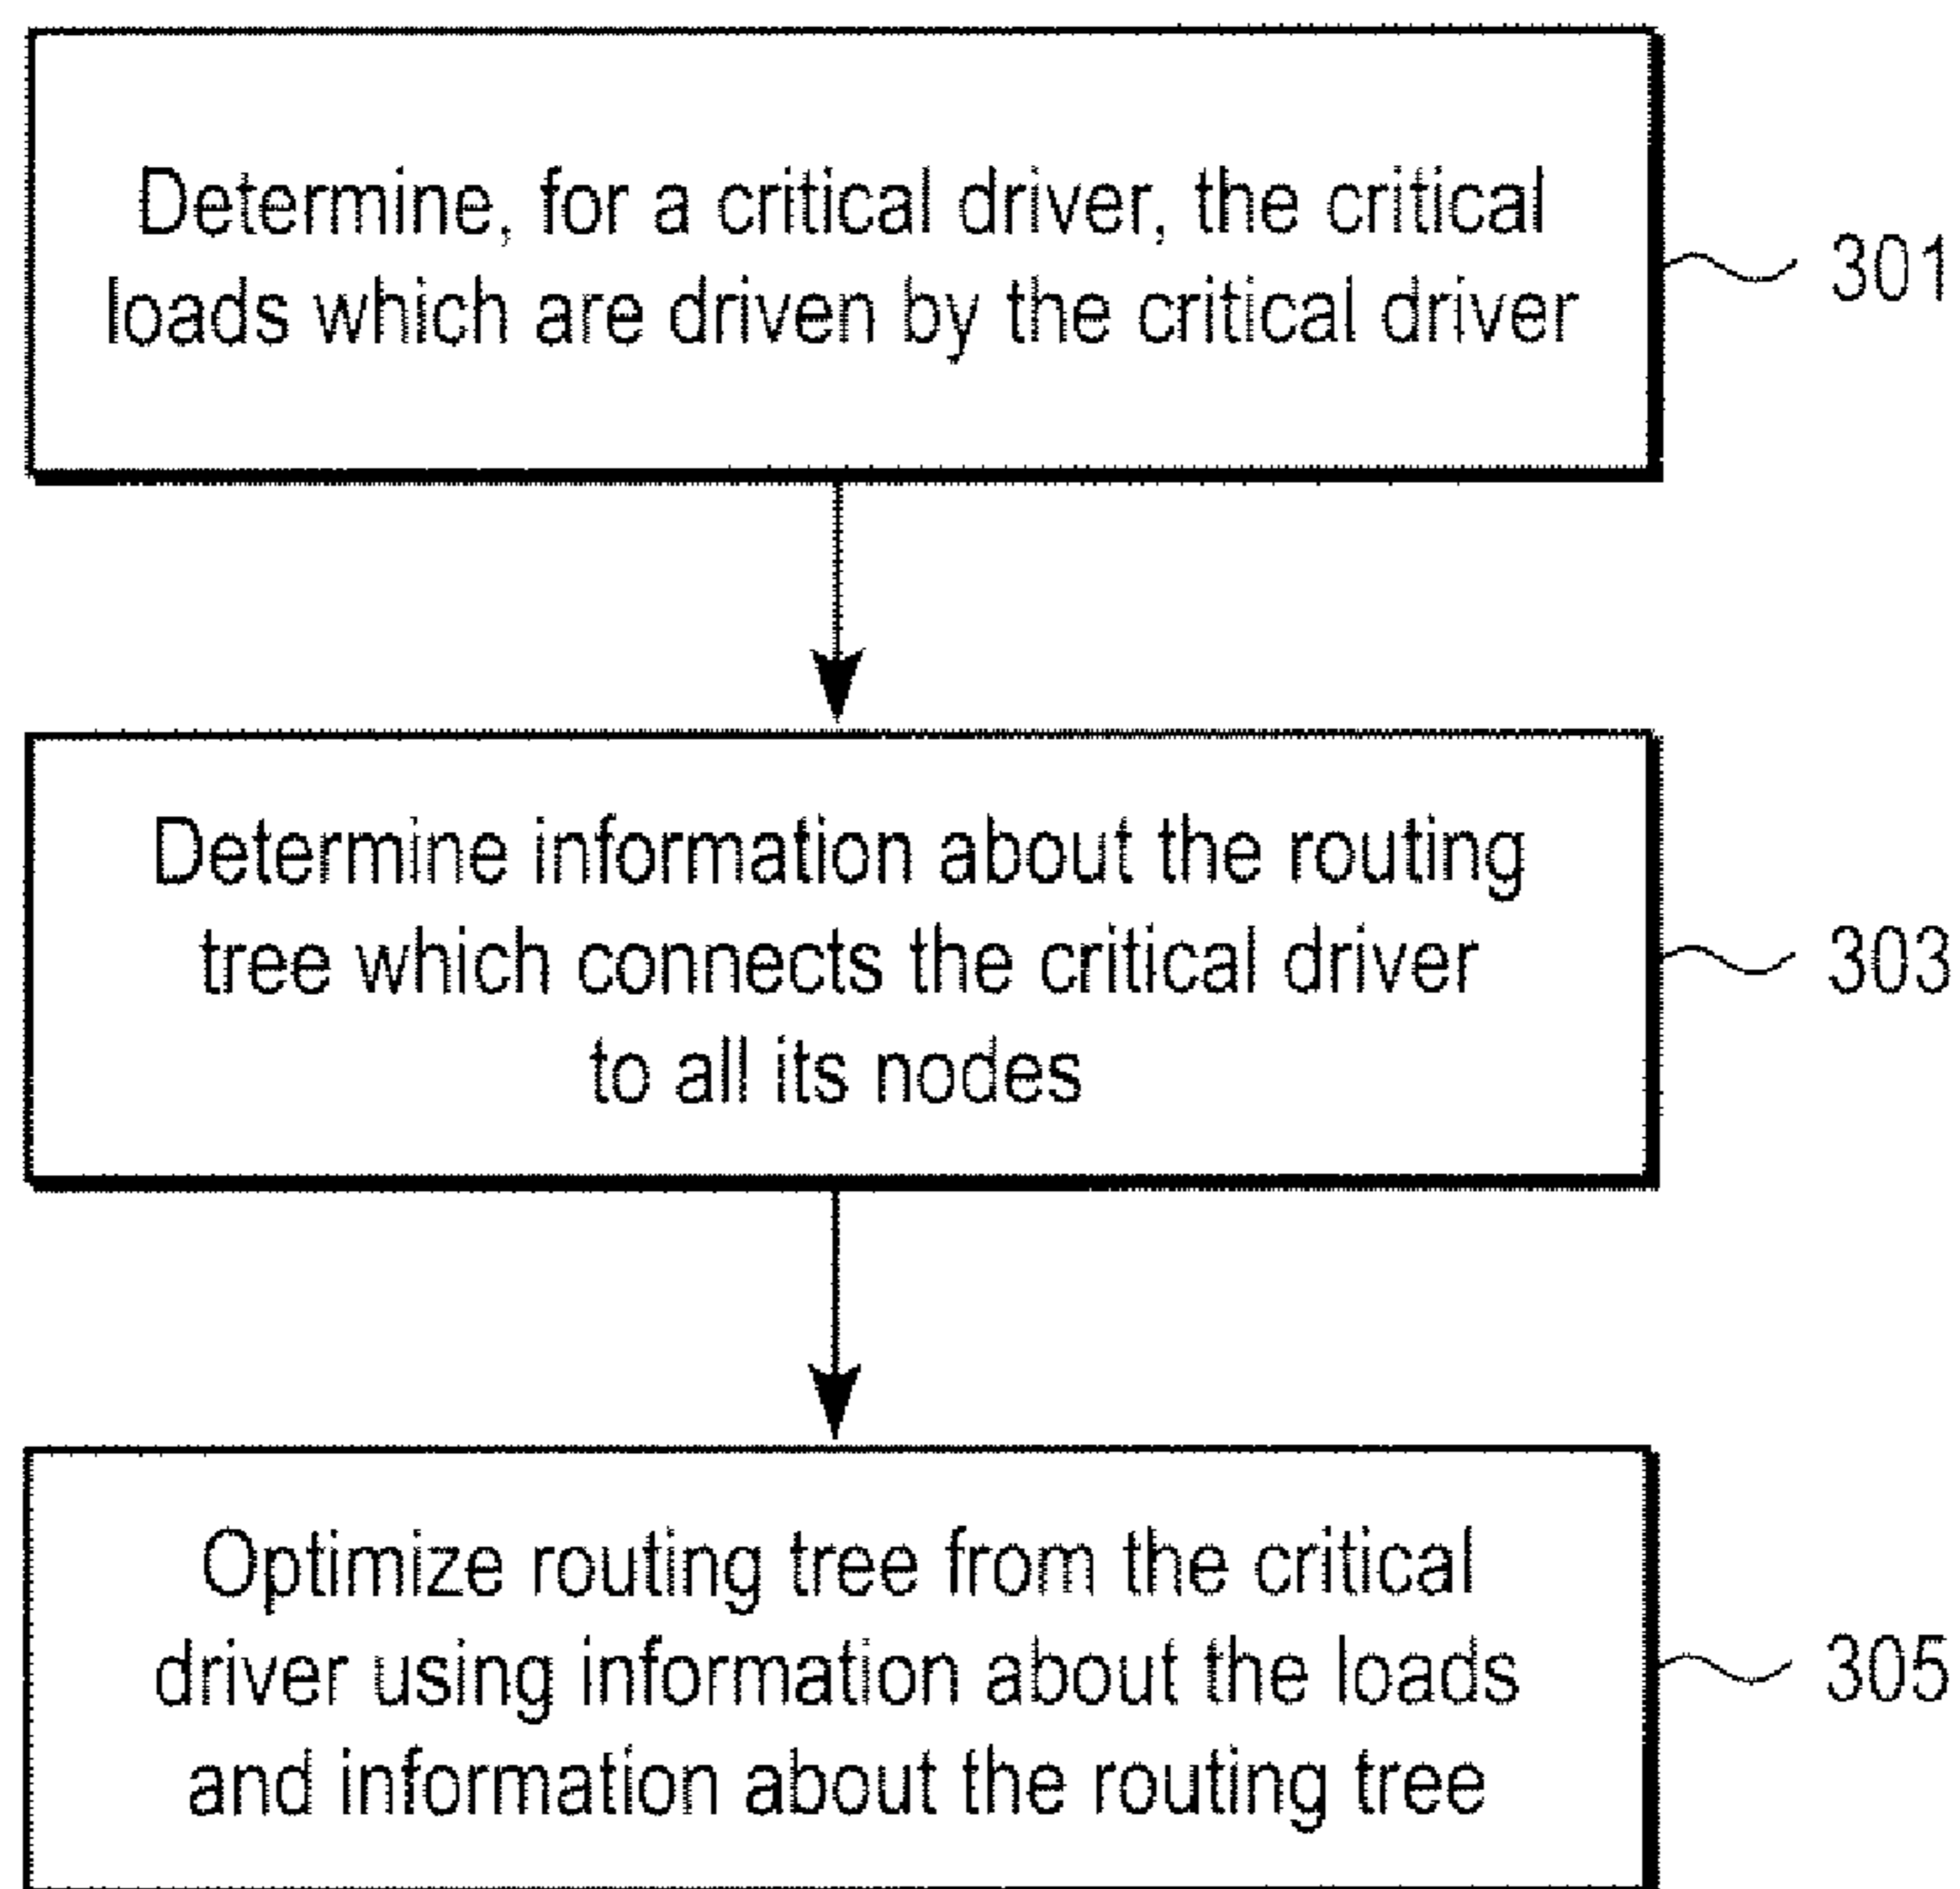 Determine, for a critical driver, the critical
loads which are driven by the critical driver
301
Determine information about the routing
tree which connects the critical driver
to all its nodes
303
Optimize routing tree from the critical
driver using information about the loads
and information about the routing tree
305